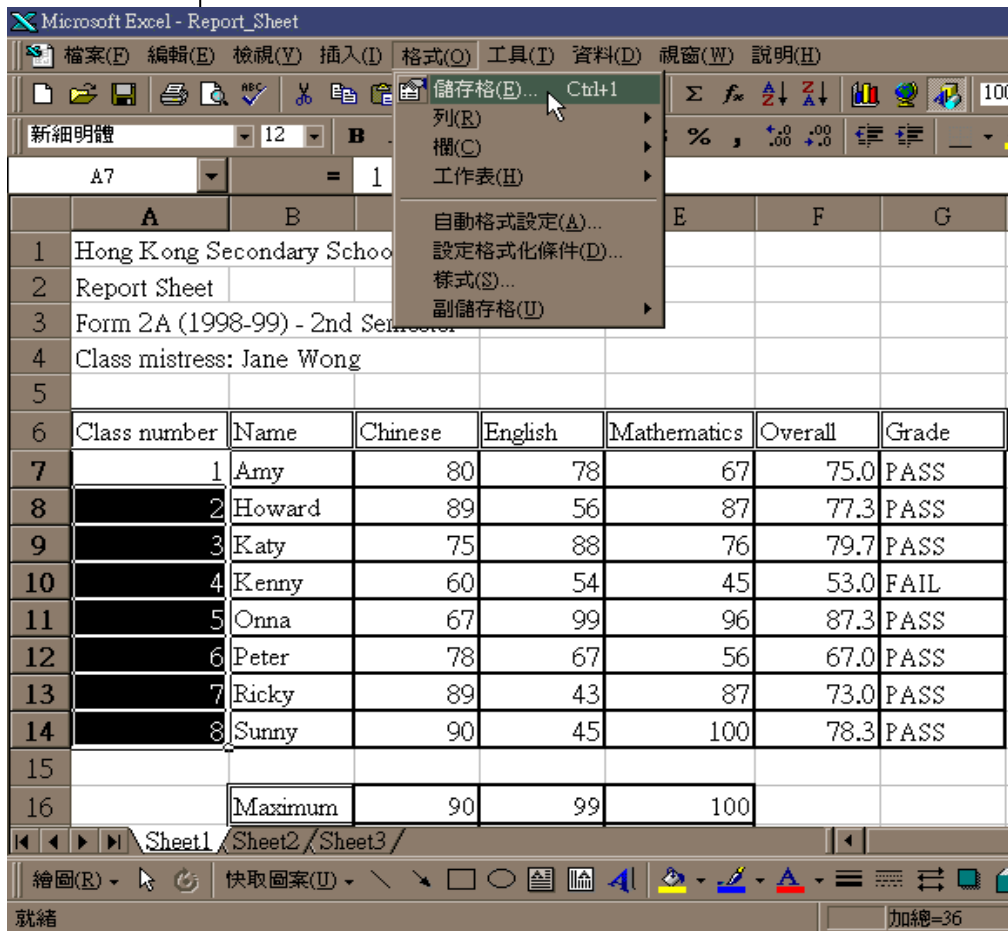 Microsoft Excel - Report_Sheet
檔案(F) 編輯(E) 檢視(V) 插入(I) 格式(O) 工具(T) 資料(D) 視窗(W) 說明(H)
儲存格(E)... Ctrl+1
列(R)
欄(C)
工作表(H)
自動格式設定(A)...
設定格式化條件(D)...
樣式(S)...
副儲存格(U)
新細明體 12 B % ,
A7 = 1
A B E F G
1 Hong Kong Secondary Schoo
2 Report Sheet
3 Form 2A (1998-99) - 2nd Semester
4 Class mistress: Jane Wong
5
6 Class number Name Chinese English Mathematics Overall Grade
7 1 Amy 80 78 67 75.0 PASS
8 2 Howard 89 56 87 77.3 PASS
9 3 Katy 75 88 76 79.7 PASS
10 4 Kenny 60 54 45 53.0 FAIL
11 5 Onna 67 99 96 87.3 PASS
12 6 Peter 78 67 56 67.0 PASS
13 7 Ricky 89 43 87 73.0 PASS
14 8 Sunny 90 45 100 78.3 PASS
15
16 Maximum 90 99 100
Sheet1 Sheet2 Sheet3
繪圖(R) 快取圖案(U)
就緒 加總=36